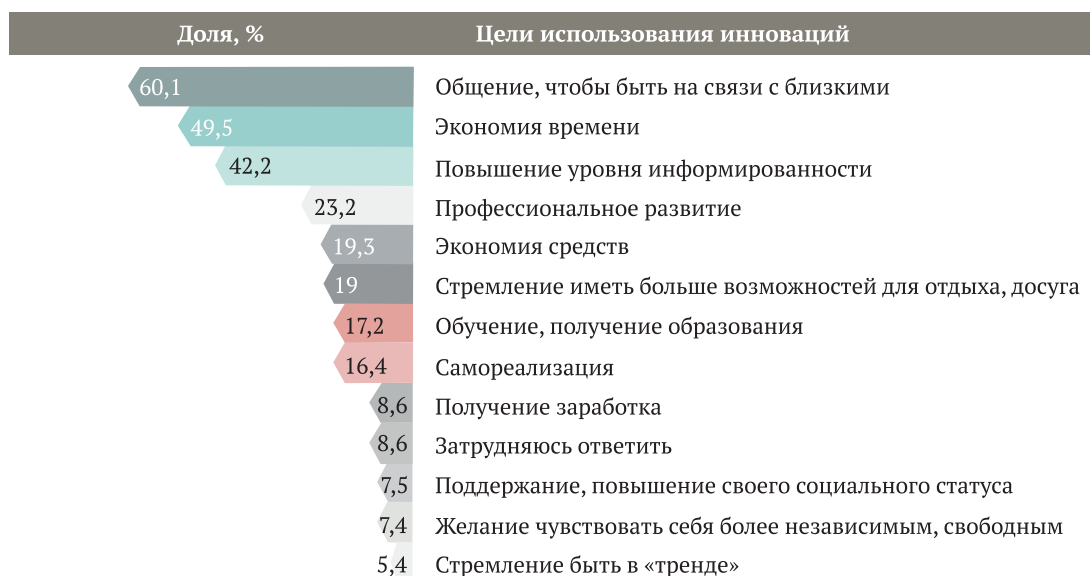 Доля, % Цели использования инноваций
60,1 Общение, чтобы быть на связи с близкими
49,5 Экономия времени
42,2 Повышение уровня информированности
23,2 Профессиональное развитие
19,3 Экономия средств
19 Стремление иметь больше возможностей для отдыха, досуга
17,2 Обучение, получение образования
16,4 Самореализация
8,6 Получение заработка
8,6 Затрудняюсь ответить
7,5 Поддержание, повышение своего социального статуса
7,4 Желание чувствовать себя более независимым, свободным
5,4 Стремление быть в «тренде»